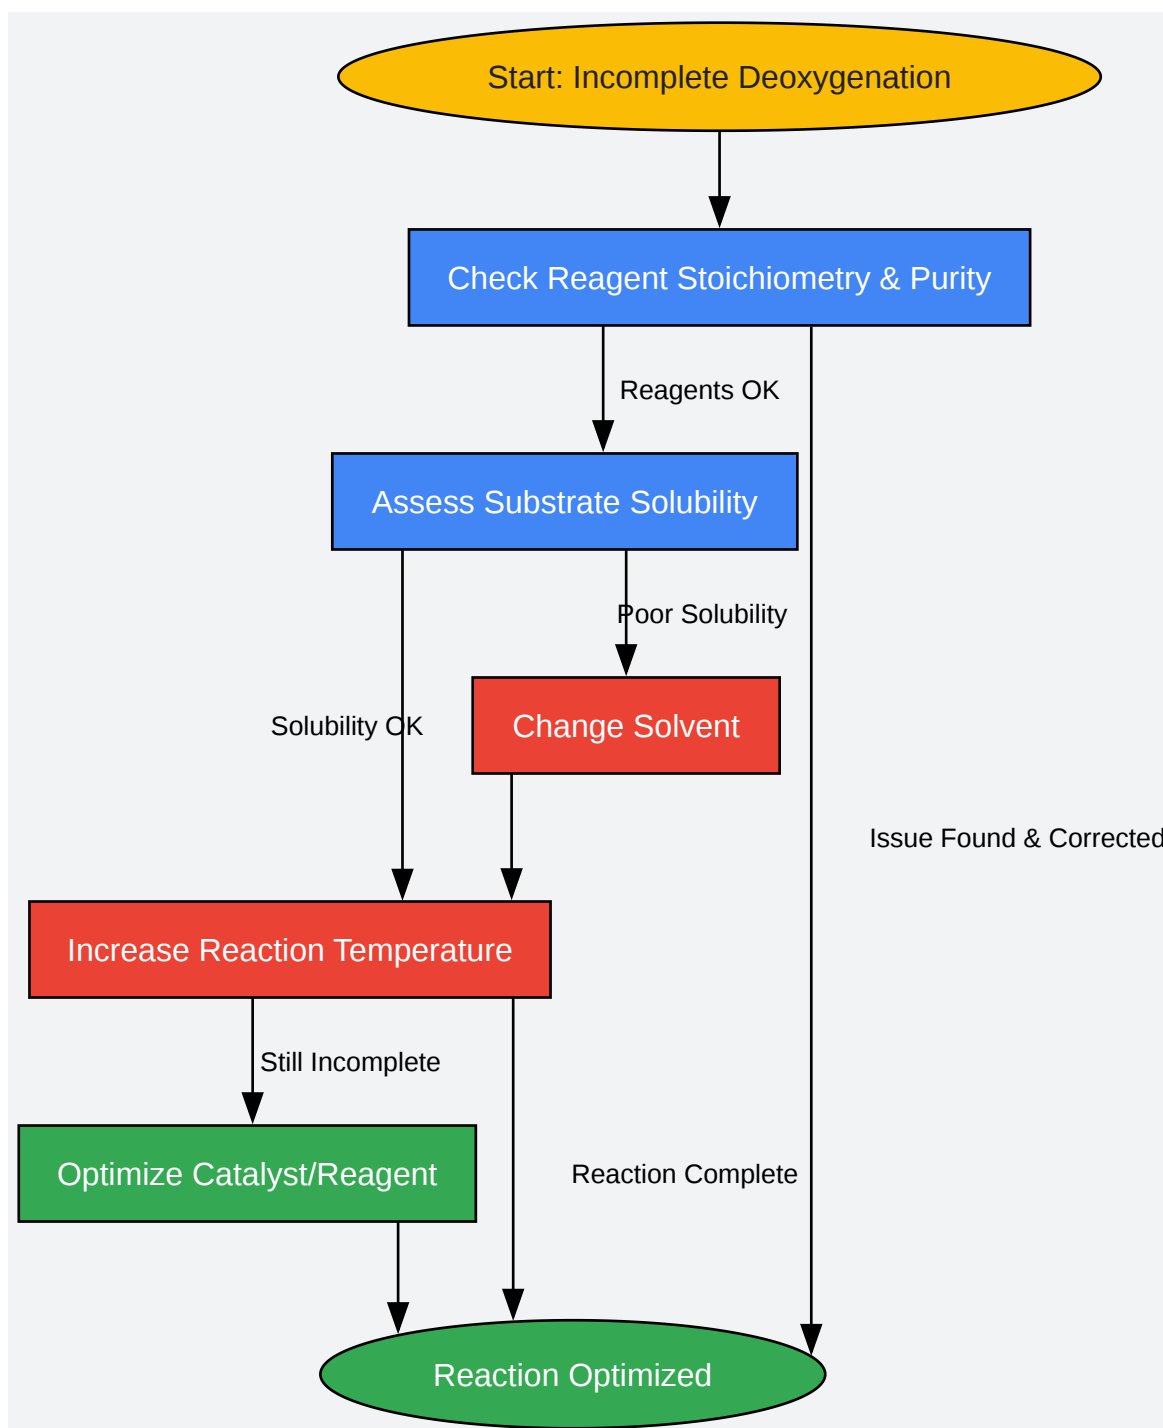 Start: Incomplete Deoxygenation
Check Reagent Stoichiometry & Purity
Reagents OK
Assess Substrate Solubility
Poor Solubility
Solubility OK
Change Solvent
Issue Found & Corrected
Increase Reaction Temperature
Still Incomplete
Optimize Catalyst/Reagent
Reaction Complete
Reaction Optimized